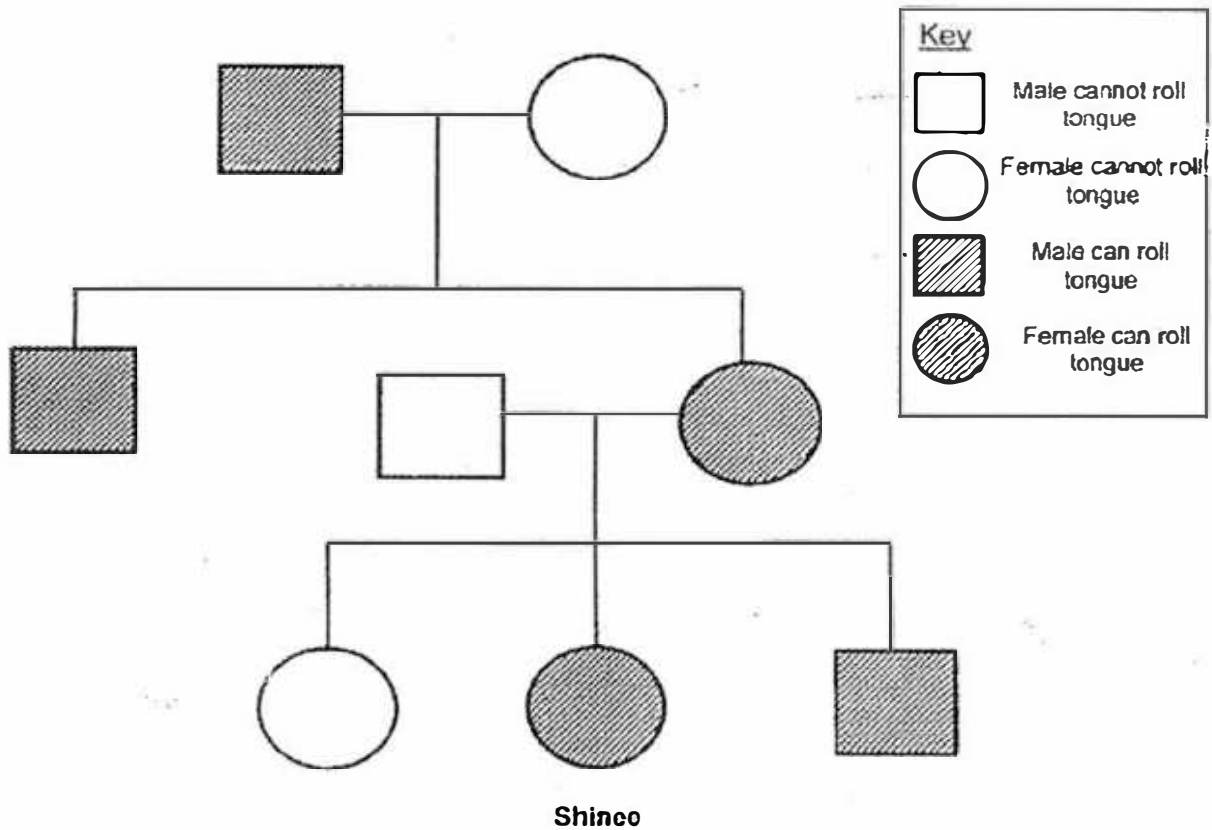 Key
Male cannot roll
tongue
Female cannot roll
tongue
Male can roll
tongue
Female can roll
tongue
Shinco